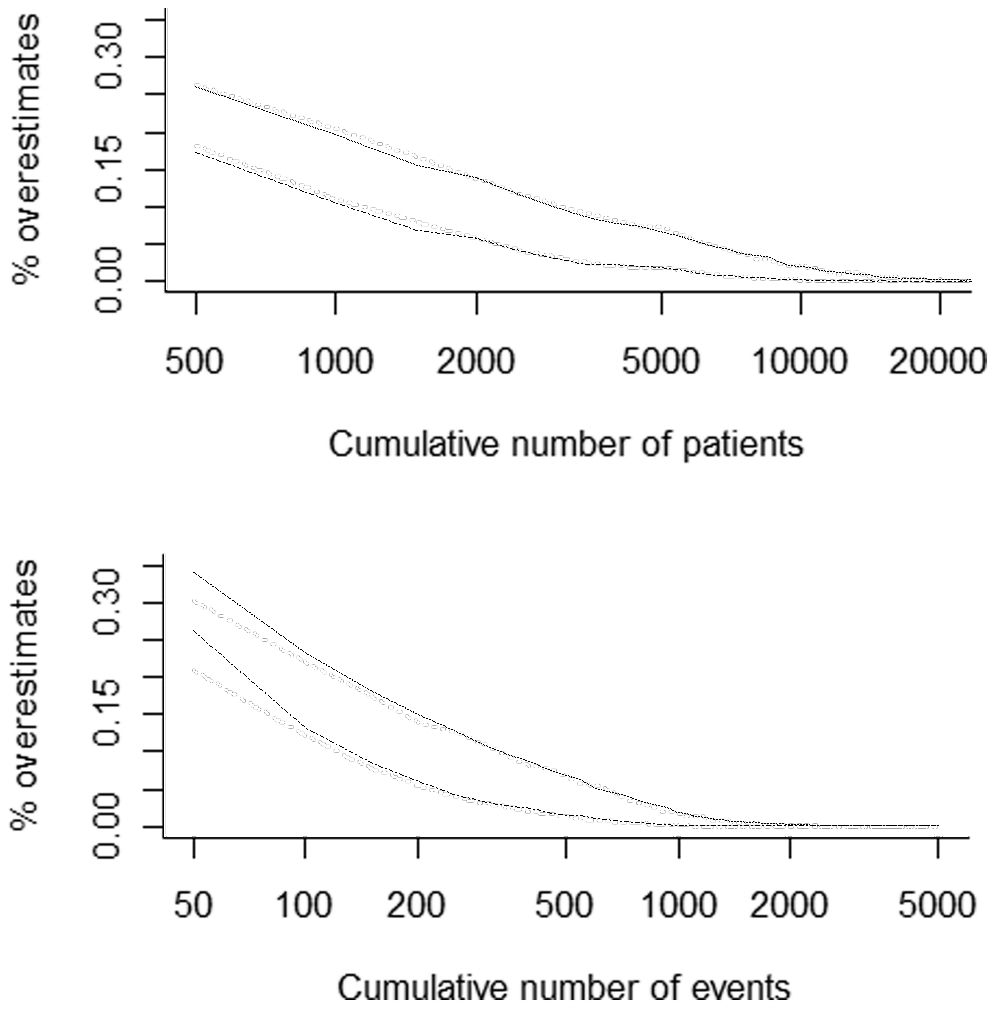 % overestimates
0.30
0.15
0.00
500 1000 2000 5000 10000 20000
Cumulative number of patients
% overestimates
0.30
0.15
0.00
50 100 200 500 1000 2000 5000
Cumulative number of events